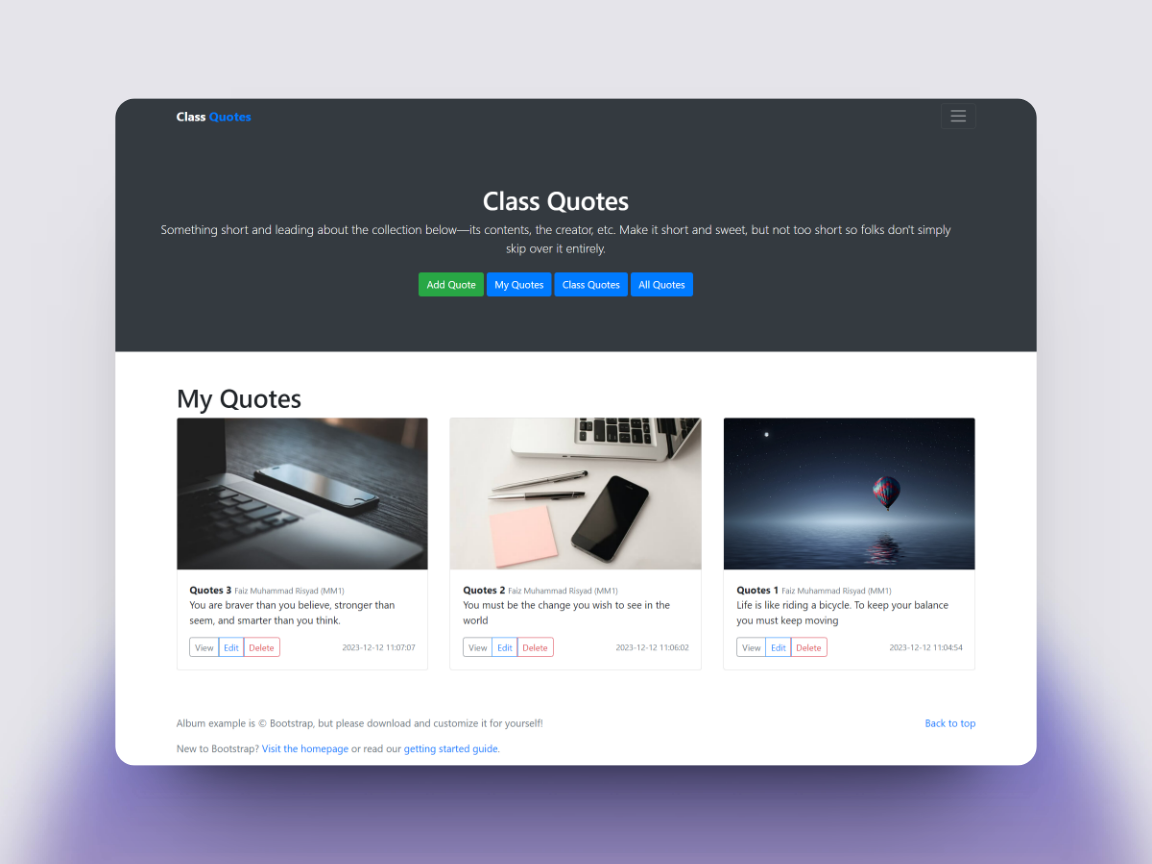 Class Quotes
Class Quotes
Something short and leading about the collection below—its contents, the creator, etc. Make it short and sweet, but not too short so folks don't simply
skip over it entirely.
Add Quote My Quotes Class Quotes All Quotes
My Quotes
Quotes 3 Faiz Muhammad Risyad (MM1)
You are braver than you believe, stronger than
seem, and smarter than you think.
View Edit Delete 2023-12-12 11:07:07
Quotes 2 Faiz Muhammad Risyad (MM1)
You must be the change you wish to see in the
world
View Edit Delete 2023-12-12 11:06:02
Quotes 1 Faiz Muhammad Risyad (MM1)
Life is like riding a bicycle. To keep your balance
you must keep moving
View Edit Delete 2023-12-12 11:04:54
Album example is © Bootstrap, but please download and customize it for yourself!
Back to top
New to Bootstrap? Visit the homepage or read our getting started guide.